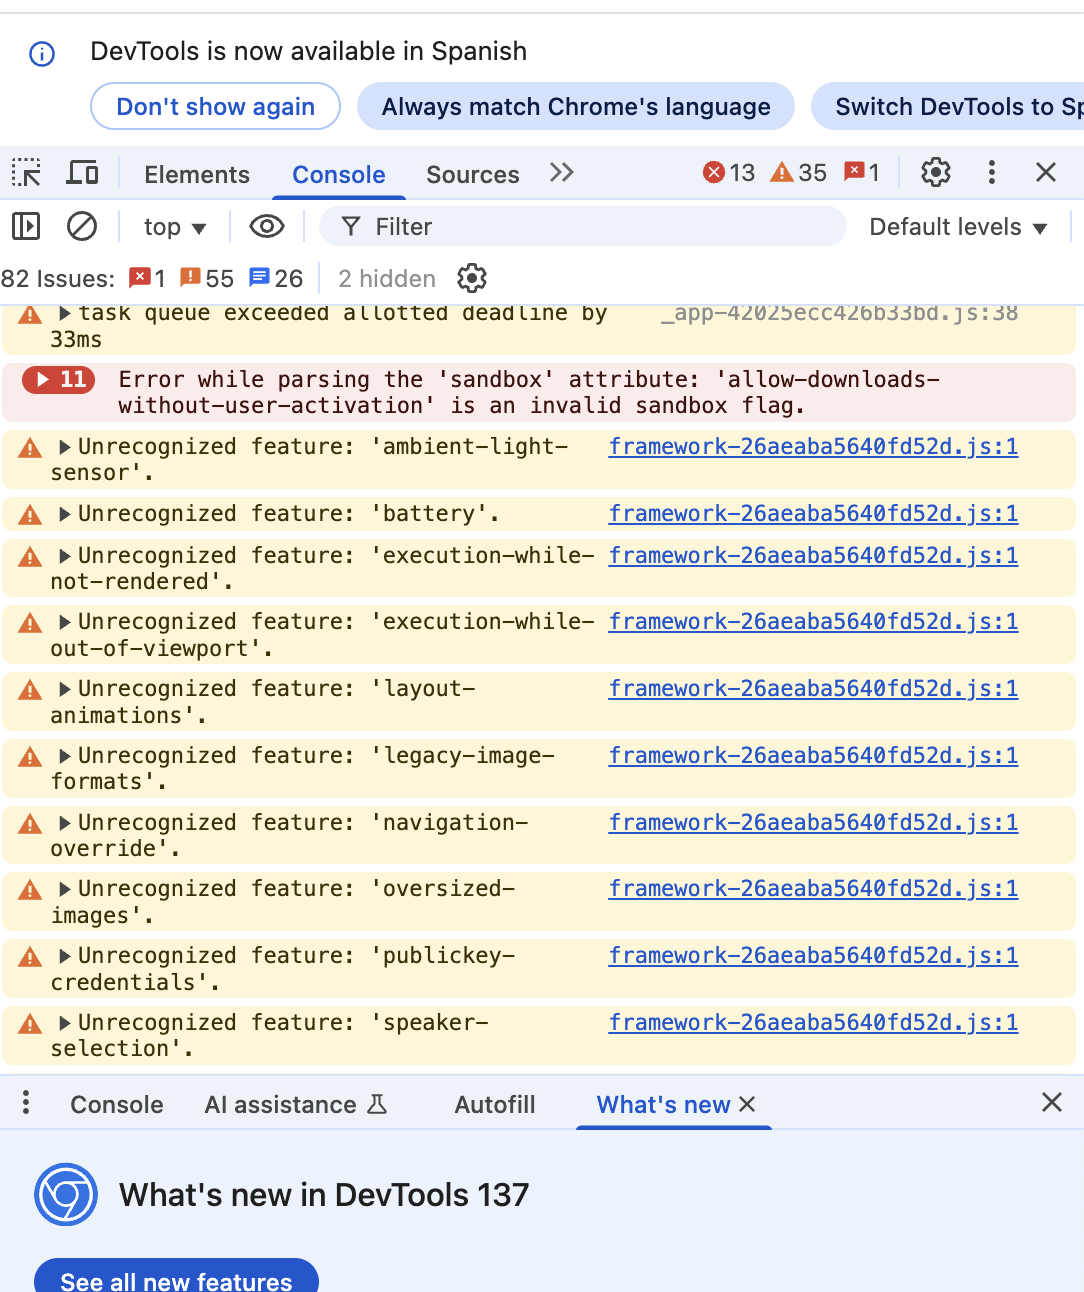 DevTools is now available in Spanish
Don't show again
Always match Chrome's language
Switch DevTools to Sp
Elements
Console
Sources
13
35
1
top
Filter
Default levels
82 Issues:
1
55
26
2 hidden
task queue exceeded allotted deadline by _app-42025ecc426b33bd.js:38
33ms
11 Error while parsing the 'sandbox' attribute: 'allow-downloads-
without-user-activation' is an invalid sandbox flag.
Unrecognized feature: 'ambient-light- framework-26aeaba5640fd52d.js:1
sensor'.
Unrecognized feature: 'battery'. framework-26aeaba5640fd52d.js:1
Unrecognized feature: 'execution-while- framework-26aeaba5640fd52d.js:1
not-rendered'.
Unrecognized feature: 'execution-while- framework-26aeaba5640fd52d.js:1
out-of-viewport'.
Unrecognized feature: 'layout- framework-26aeaba5640fd52d.js:1
animations'.
Unrecognized feature: 'legacy-image- framework-26aeaba5640fd52d.js:1
formats'.
Unrecognized feature: 'navigation- framework-26aeaba5640fd52d.js:1
override'.
Unrecognized feature: 'oversized- framework-26aeaba5640fd52d.js:1
images'.
Unrecognized feature: 'publickey- framework-26aeaba5640fd52d.js:1
credentials'.
Unrecognized feature: 'speaker- framework-26aeaba5640fd52d.js:1
selection'.
Console
AI assistance
Autofill
What's new
What's new in DevTools 137
See all new features